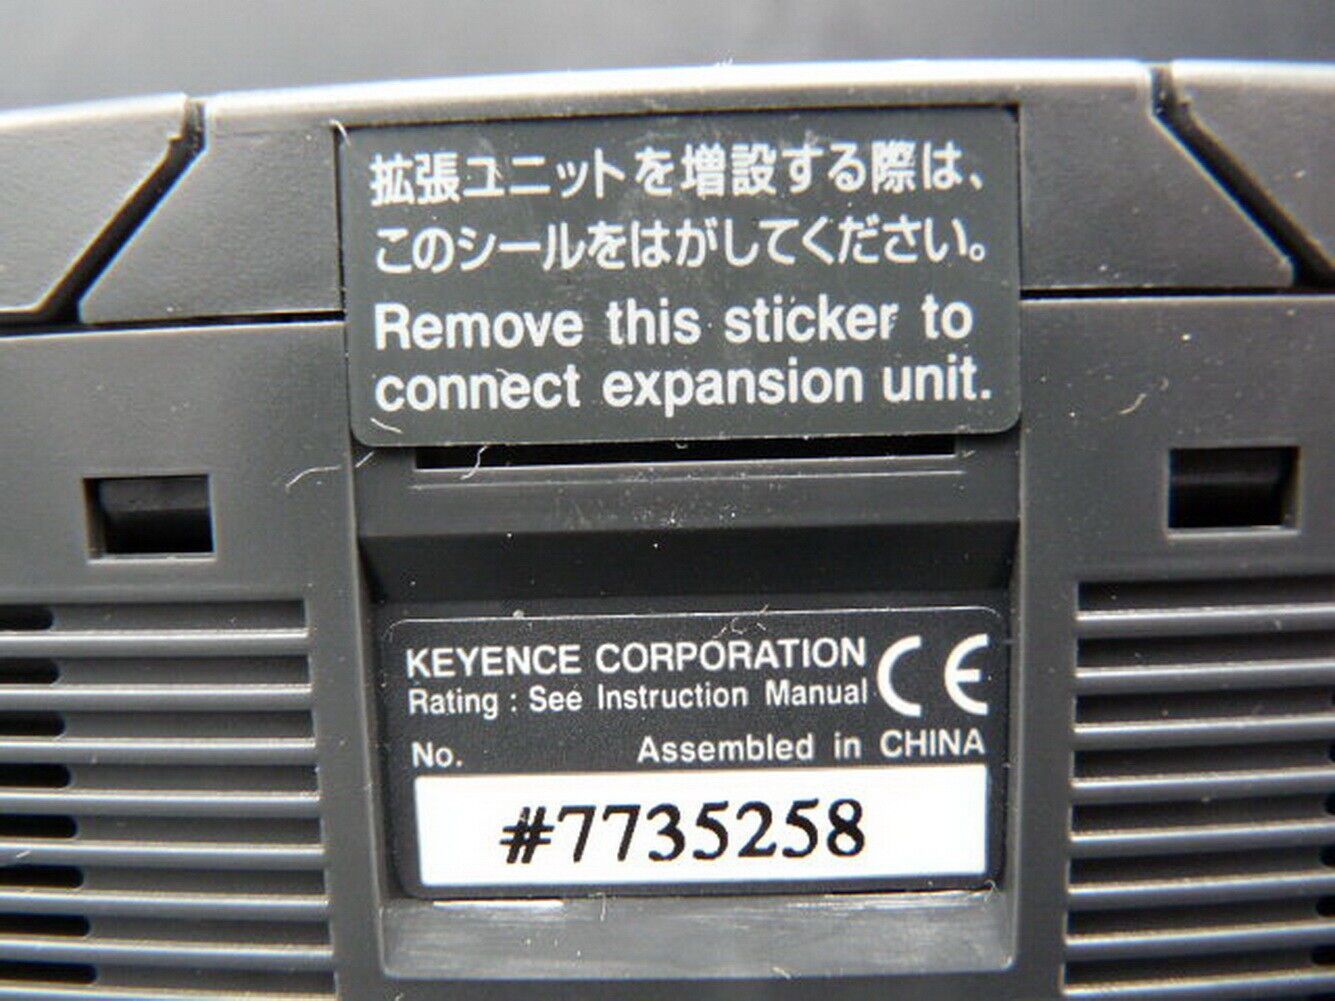 拡張ユニットを増設する際は、
このシールをはがしてください。
Remove this sticker to
connect expansion unit.
KEYENCE CORPORATION CE
Rating : See Instruction Manual
No. Assembled in CHINA
#7735258